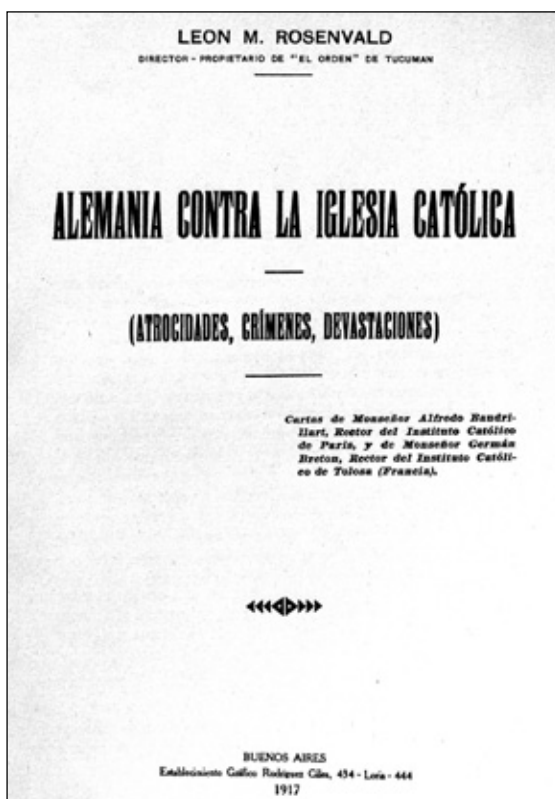 LEON M. ROSENVALD
DIRECTOR - PROPIETARIO DE "EL ORDEN" DE TUCUMAN
ALEMANIA CONTRA LA IGLESIA CATÓLICA
(ATROCIDADES, CRÍMENES, DEVASTACIONES)
Cartas de Monseñor Alfredo Baudri-
llart, Rector del Instituto Católico
de París, y de Monseñor Germán
Breton, Rector del Instituto Católi-
co de Tolosa (Francia).
BUENOS AIRES
Establecimiento Gráfico Rodríguez Giles, 434 - Loria - 444
1917